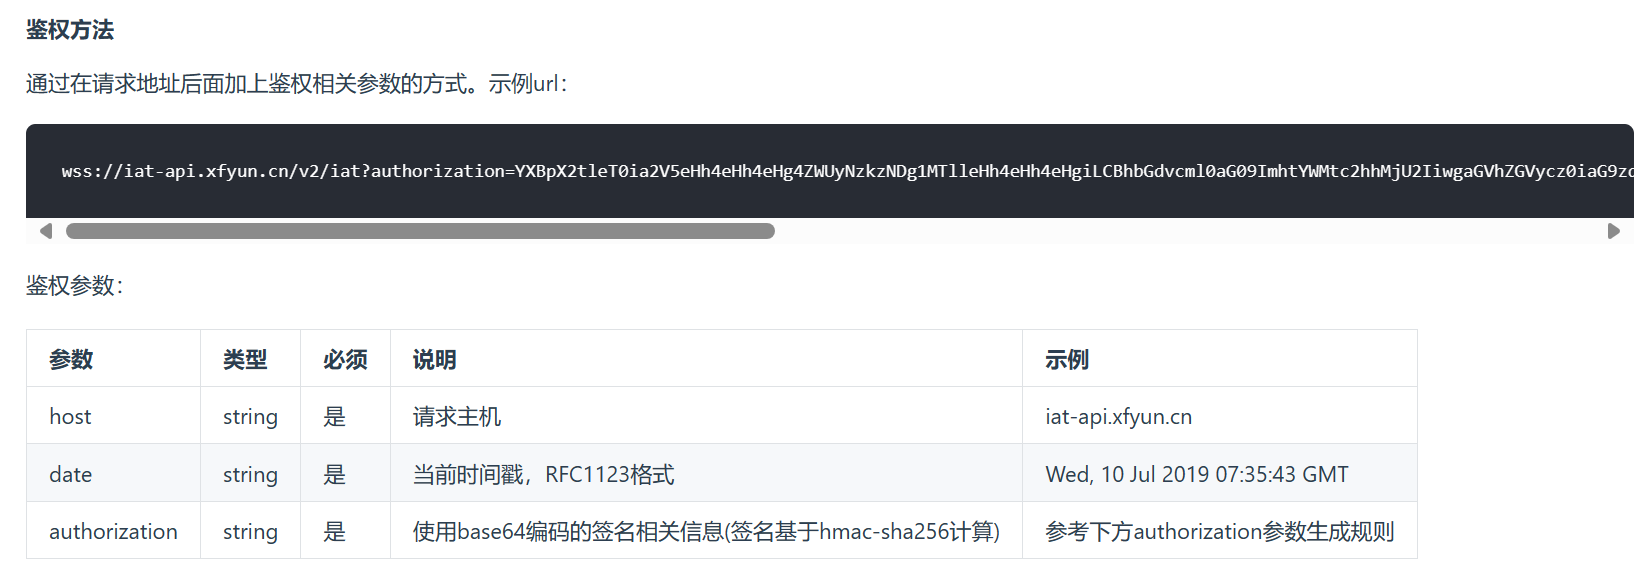 鉴权方法
通过在请求地址后面加上鉴权相关参数的方式。示例url：
wss://iat-api.xfyun.cn/v2/iat?authorization=YXBpX2tleT0ia2V5eHh4eHh4eHg4ZWUyNzkzNDg1MTlleHh4eHh4eHgiLCBhbGdvcml0aG09ImhtYWMtc2hhMjU2IiwgaGVhZGVycz0iaG9zd
鉴权参数：
参数 类型 必须 说明 示例
host string 是 请求主机 iat-api.xfyun.cn
date string 是 当前时间戳，RFC1123格式 Wed, 10 Jul 2019 07:35:43 GMT
authorization string 是 使用base64编码的签名相关信息(签名基于hmac-sha256计算) 参考下方authorization参数生成规则